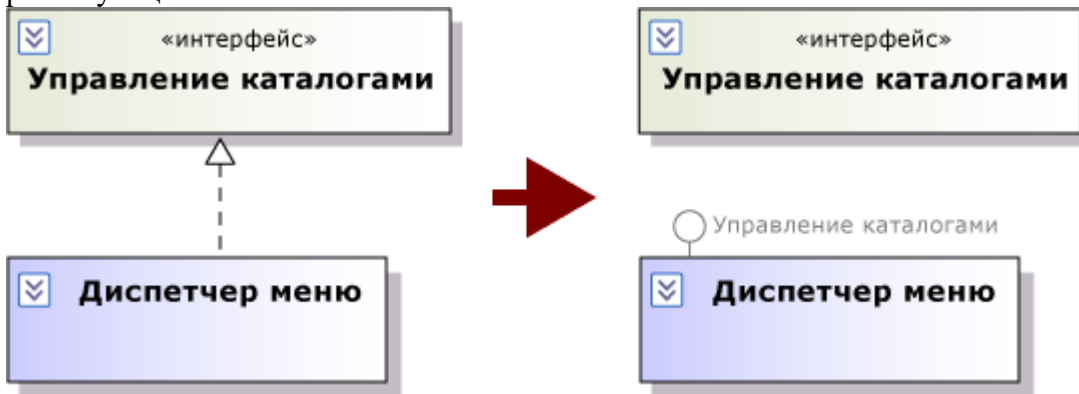 «интерфейс»
Управление каталогами
«интерфейс»
Управление каталогами
Управление каталогами
Диспетчер меню
Диспетчер меню